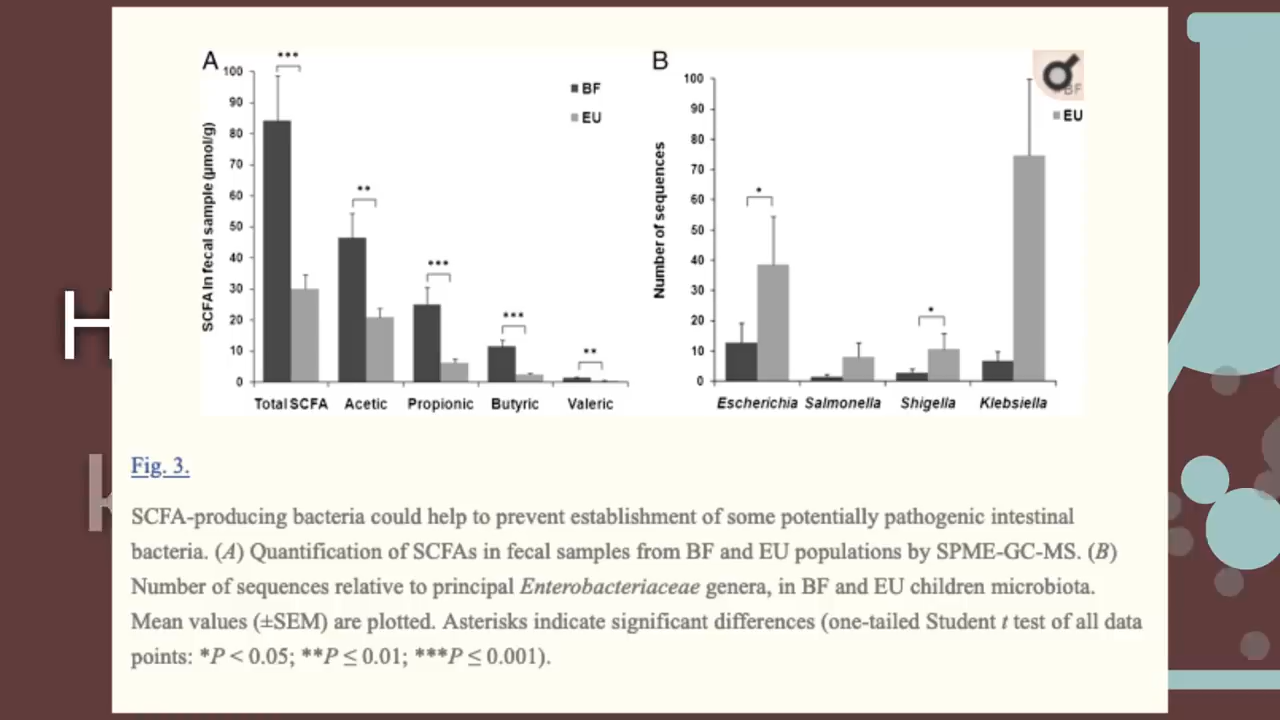 A
***
100
90
80
70
60
50
40
30
20
10
0
SCFA in fecal sample (µmol/g)
BF
EU
**
***
***
**
Total SCFA Acetic Propionic Butyric Valeric
B
100
90
80
70
60
50
40
30
20
10
0
Number of sequences
BF
EU
*
*
Escherichia Salmonella Shigella Klebsiella
H
Fig. 3.
SCFA-producing bacteria could help to prevent establishment of some potentially pathogenic intestinal
bacteria. (A) Quantification of SCFAs in fecal samples from BF and EU populations by SPME-GC-MS. (B)
Number of sequences relative to principal Enterobacteriaceae genera, in BF and EU children microbiota.
Mean values (±SEM) are plotted. Asterisks indicate significant differences (one-tailed Student t test of all data
points: *P < 0.05; **P ≤ 0.01; ***P ≤ 0.001).